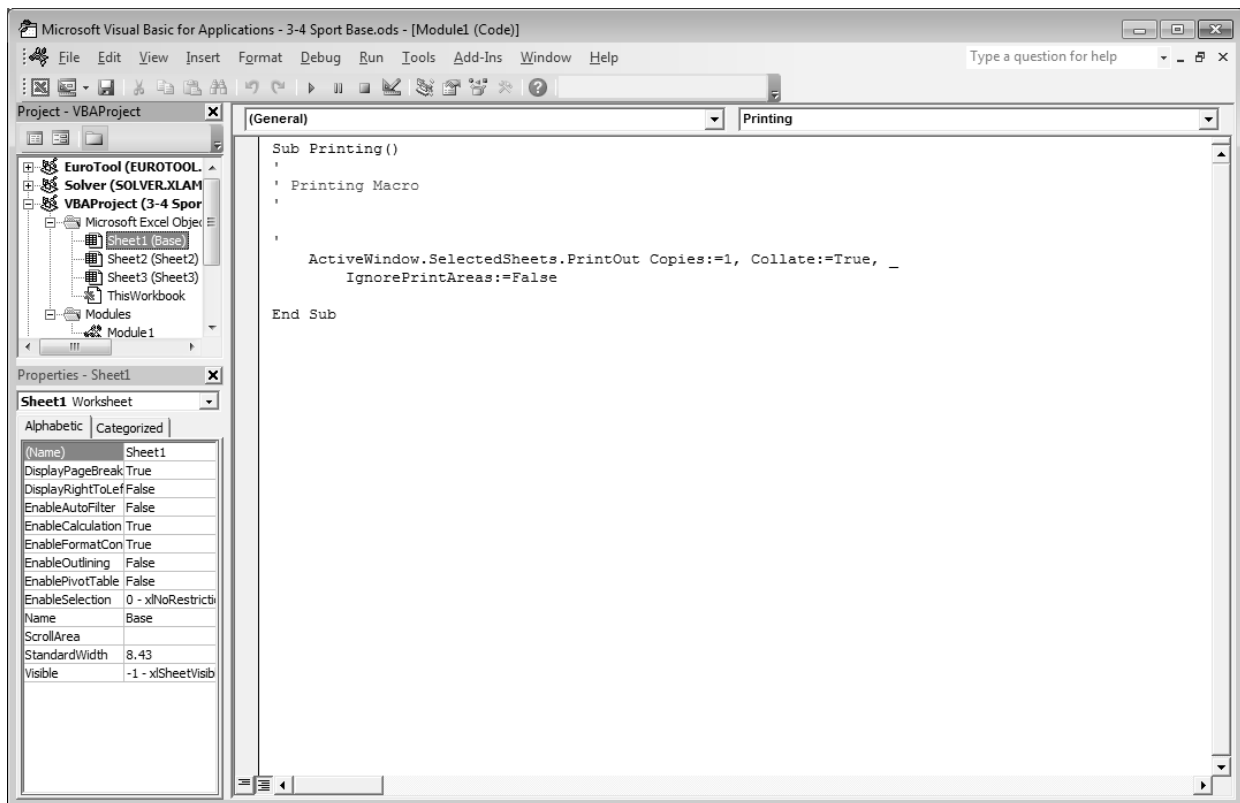 Microsoft Visual Basic for Applications - 3-4 Sport Base.ods - [Module1 (Code)]
File Edit View Insert Format Debug Run Tools Add-Ins Window Help
Type a question for help
Project - VBAProject
EuroTool (EUROTOOL.
Solver (SOLVER.XLAM
VBAProject (3-4 Spor
Microsoft Excel Objec
Sheet1 (Base)
Sheet2 (Sheet2)
Sheet3 (Sheet3)
ThisWorkbook
Modules
Module1
Properties - Sheet1
Sheet1 Worksheet
Alphabetic Categorized
(Name) Sheet1
DisplayPageBreak True
DisplayRightToLef False
EnableAutoFilter False
EnableCalculation True
EnableFormatCon True
EnableOutlining False
EnablePivotTable False
EnableSelection 0 - xlNoRestricti
Name Base
ScrollArea
StandardWidth 8.43
Visible -1 - xlSheetVisib
(General) Printing
Sub Printing()
'
' Printing Macro
'
'
ActiveWindow.SelectedSheets.PrintOut Copies:=1, Collate:=True, _
IgnorePrintAreas:=False
End Sub